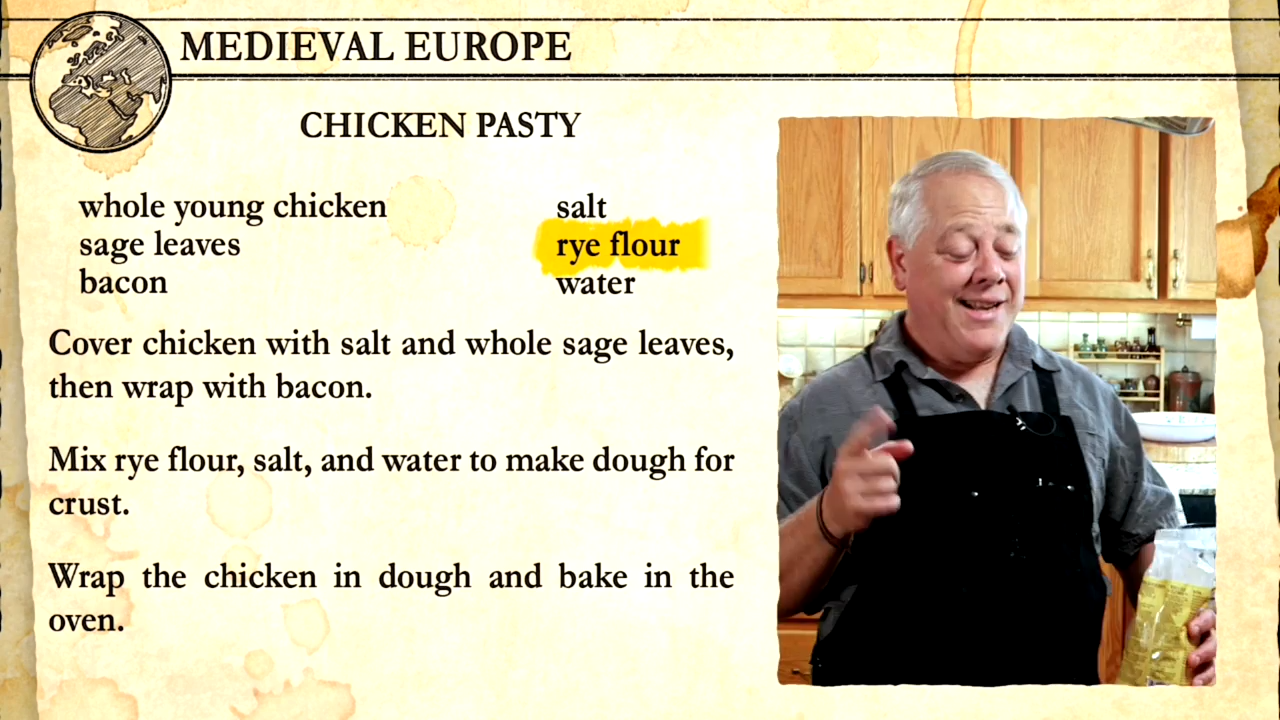 MEDIEVAL EUROPE
CHICKEN PASTY
whole young chicken
sage leaves
bacon
salt
rye flour
water
Cover chicken with salt and whole sage leaves,
then wrap with bacon.
Mix rye flour, salt, and water to make dough for
crust.
Wrap the chicken in dough and bake in the
oven.